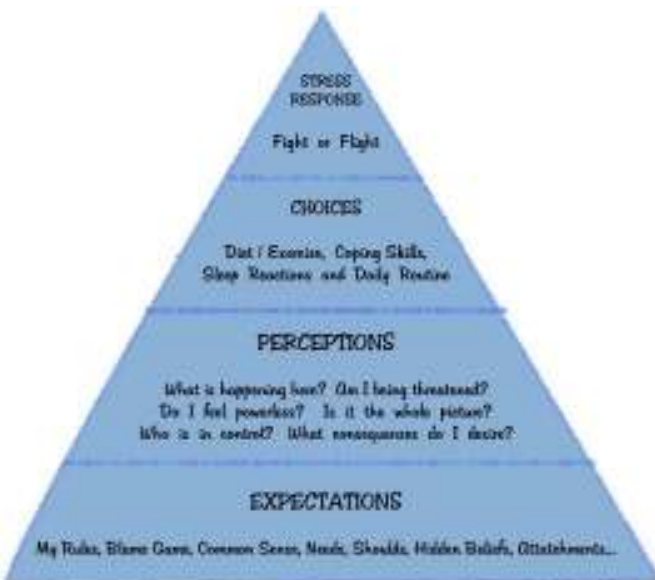 STRESS
RESPONSE
Fight or Flight
CHOICES
Diet / Exercise, Coping Skills,
Sleep Reactions and Daily Routine
PERCEPTIONS
What is happening here? Am I being threatened?
Do I feel powerless? Is it the whole picture?
Who is in control? What consequences do I desire?
EXPECTATIONS
My Rules, Blame Game, Common Sense, Needs, Shoulds, Hidden Beliefs, Attatchments...